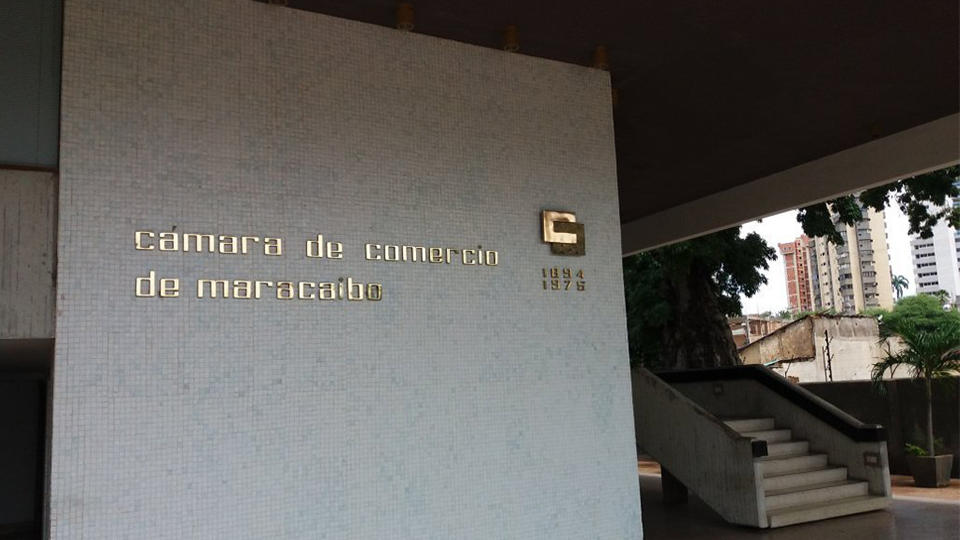 cámara de comercio
de maracaibo
1894
1975